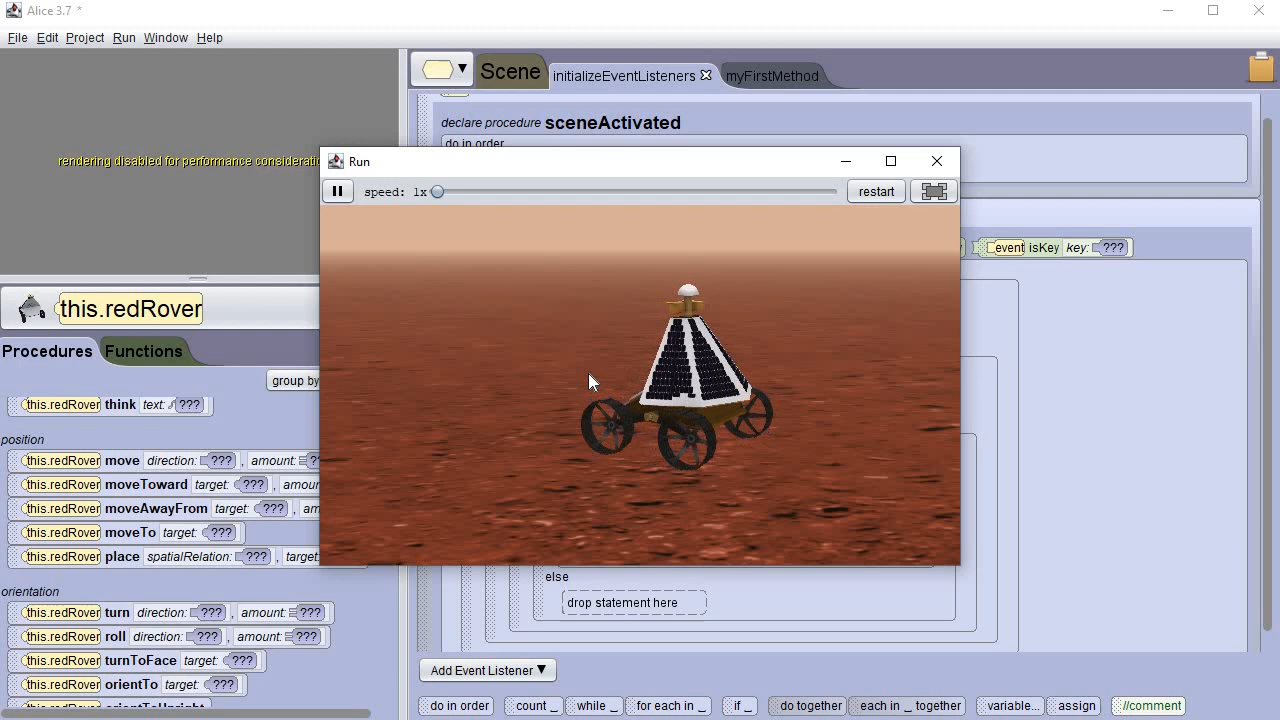 Alice 3.7 *
File Edit Project Run Window Help
Scene initializeEventListeners myFirstMethod
declare procedure sceneActivated
do in order
rendering disabled for performance
Run
speed: 1x restart
event isKey key: ???
this.redRover
Procedures Functions
group by
this.redRover think text: ???
position
this.redRover move direction: ??? , amount:
this.redRover moveToward target: ??? ,
this.redRover moveAwayFrom target: ??? ,
this.redRover moveTo target: ???
this.redRover place spatialRelation: ??? , target:
else
drop statement here
orientation
this.redRover turn direction: ??? , amount: ???
this.redRover roll direction: ??? , amount: ???
this.redRover turnToFace target: ???
this.redRover orientTo target: ???
this.redRover orientToUpright
Add Event Listener
do in order count _ while _ for each in _ if _ do together each in _ together variable... assign //comment